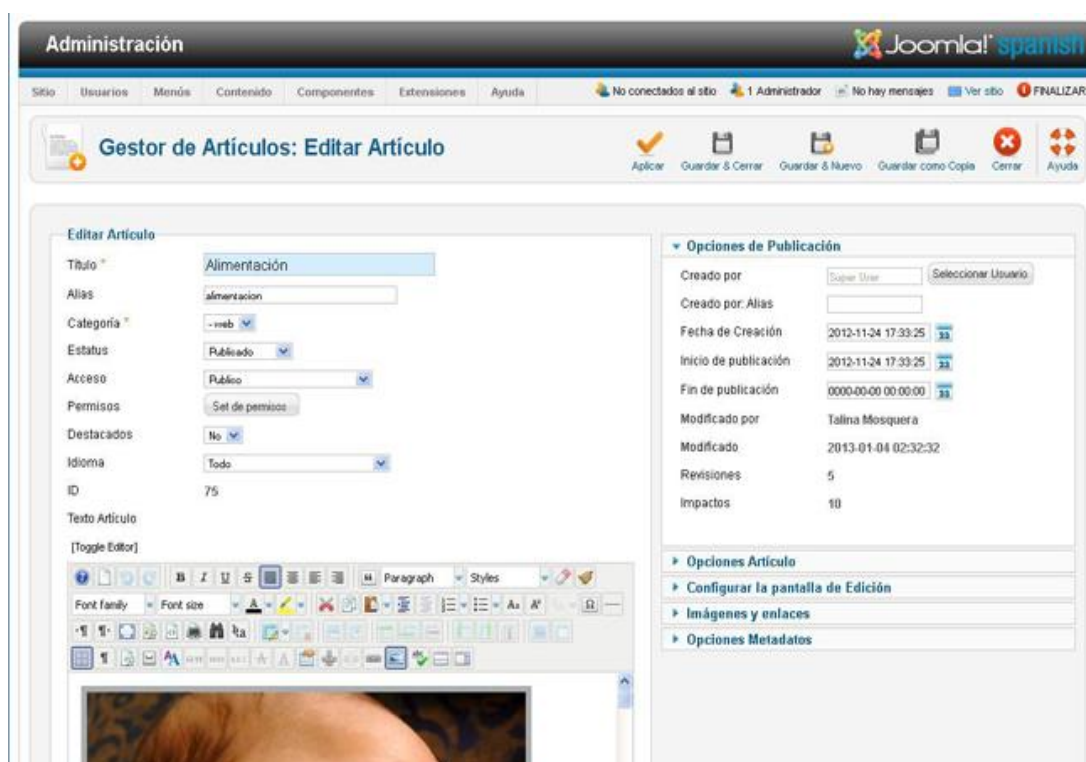 Administración
Joomla! spanish
Sitio Usuarios Menús Contenido Componentes Extensiones Ayuda No conectados al sitio 1 Administrador No hay mensajes Ver sitio FINALIZAR
Gestor de Artículos: Editar Artículo
Aplicar Guardar & Cerrar Guardar & Nuevo Guardar como Copia Cerrar Ayuda
Editar Artículo
Título *
Alimentación
Alias
alimentacion
Categoría *
- web
Estatus
Publicado
Acceso
Publico
Permisos
Set de permisos
Destacados
No
Idioma
Todo
ID
75
Texto Artículo
[Toggle Editor]
B I U S Paragraph Styles
Font family Font size
Opciones de Publicación
Creado por
Super User
Seleccionar Usuario
Creado por: Alias
Fecha de Creación
2012-11-24 17:33:25
Inicio de publicación
2012-11-24 17:33:25
Fin de publicación
0000-00-00 00:00:00
Modificado por
Talina Mosquera
Modificado
2013-01-04 02:32:32
Revisiones
5
Impactos
10
Opciones Artículo
Configurar la pantalla de Edición
Imágenes y enlaces
Opciones Metadatos